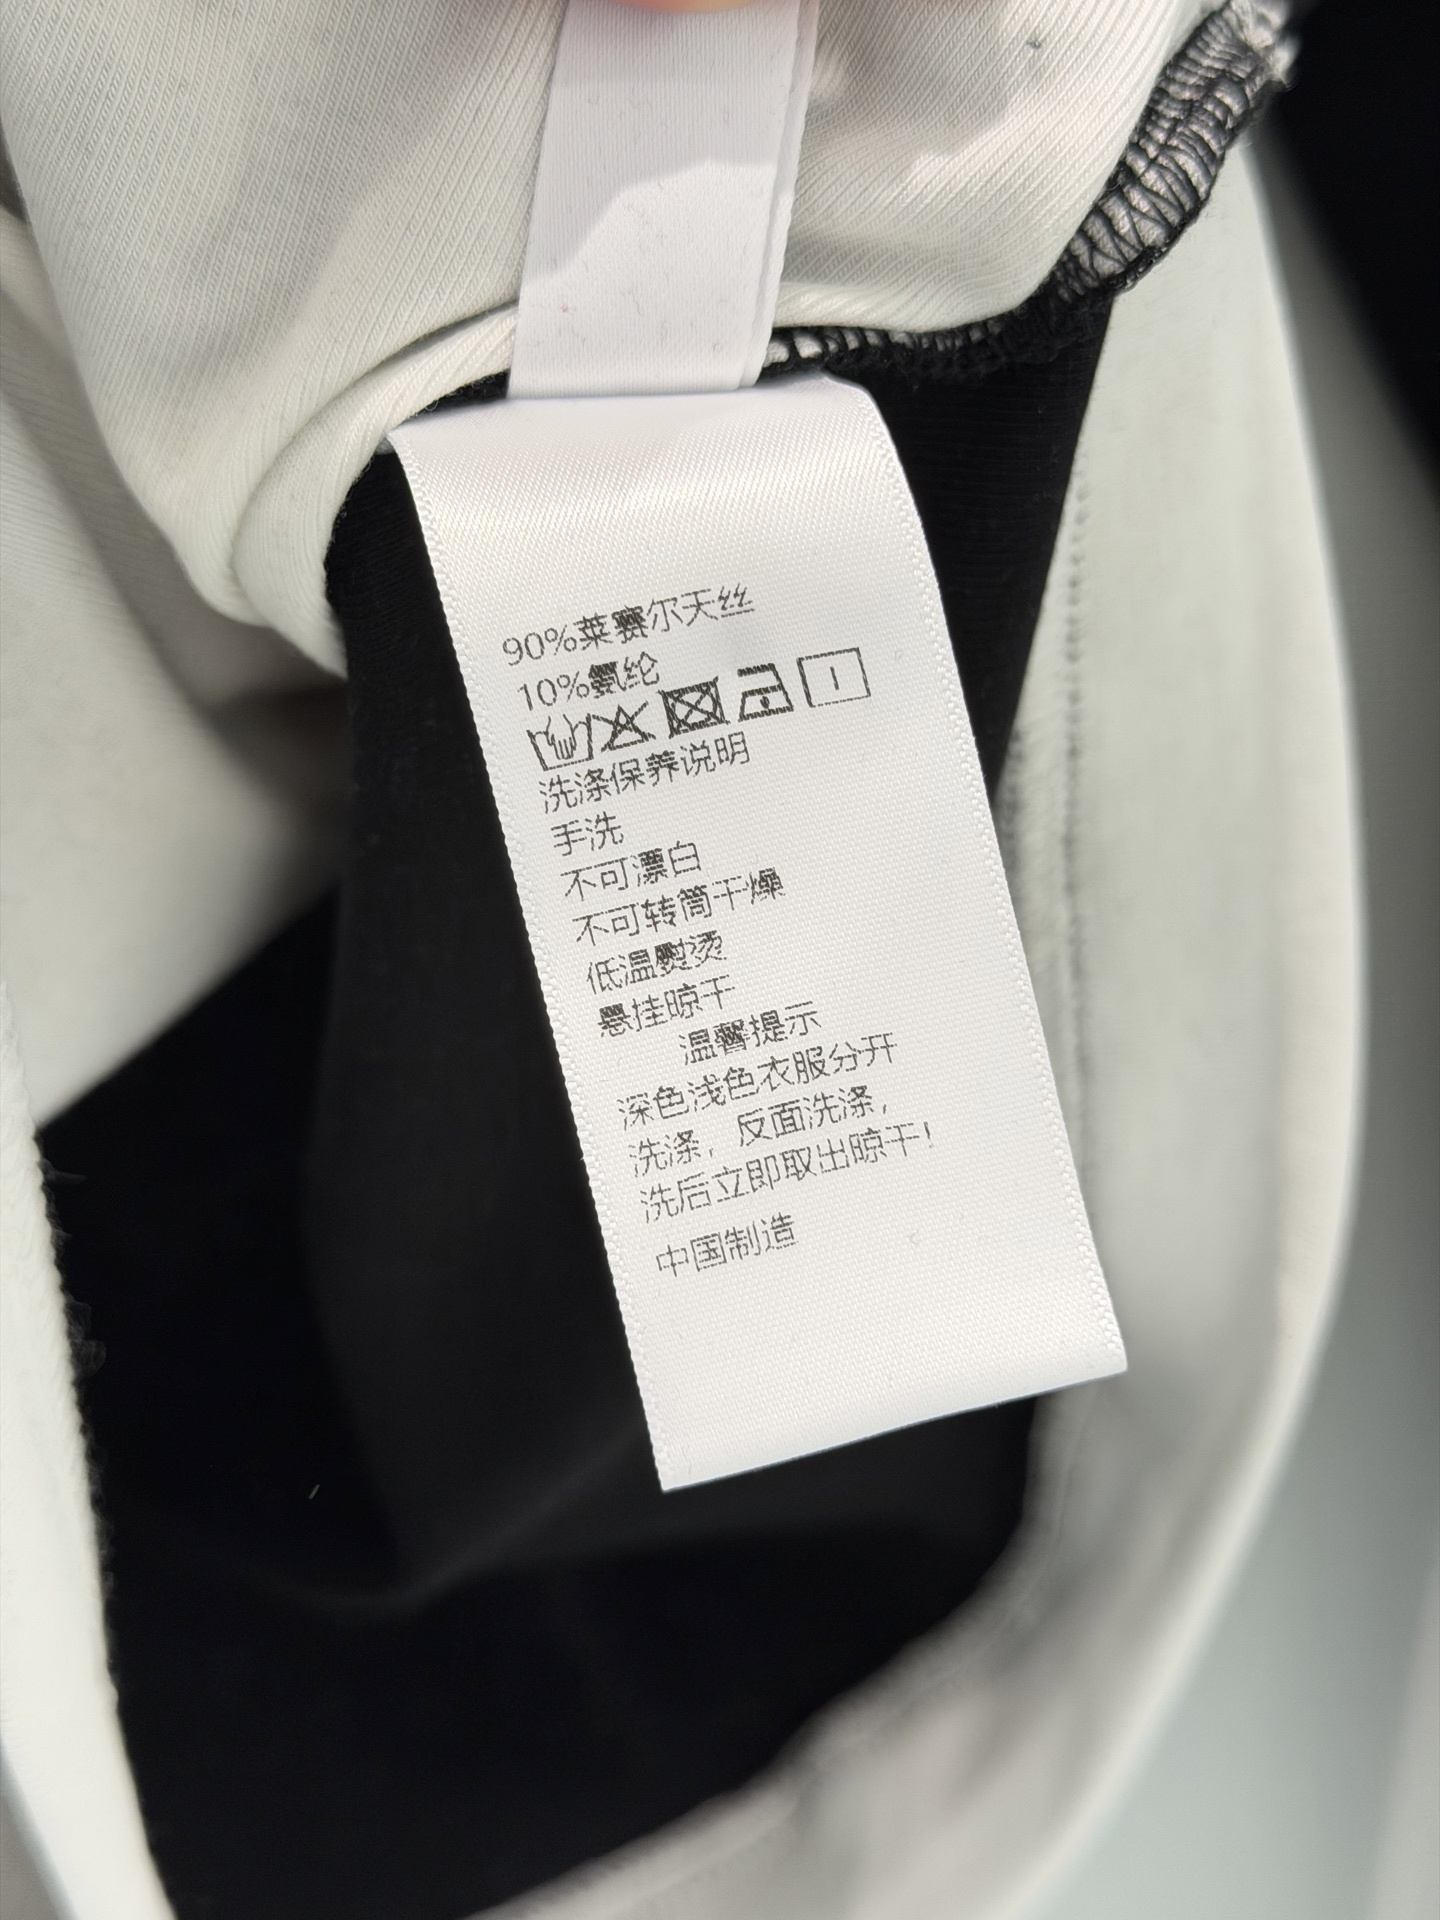 90%莱赛尔天丝
10%氨纶
洗涤保养说明
手洗
不可漂白
不可转筒干燥
低温熨烫
悬挂晾干
温馨提示
深色浅色衣服分开
洗涤，反面洗涤，
洗后立即取出晾干！
中国制造